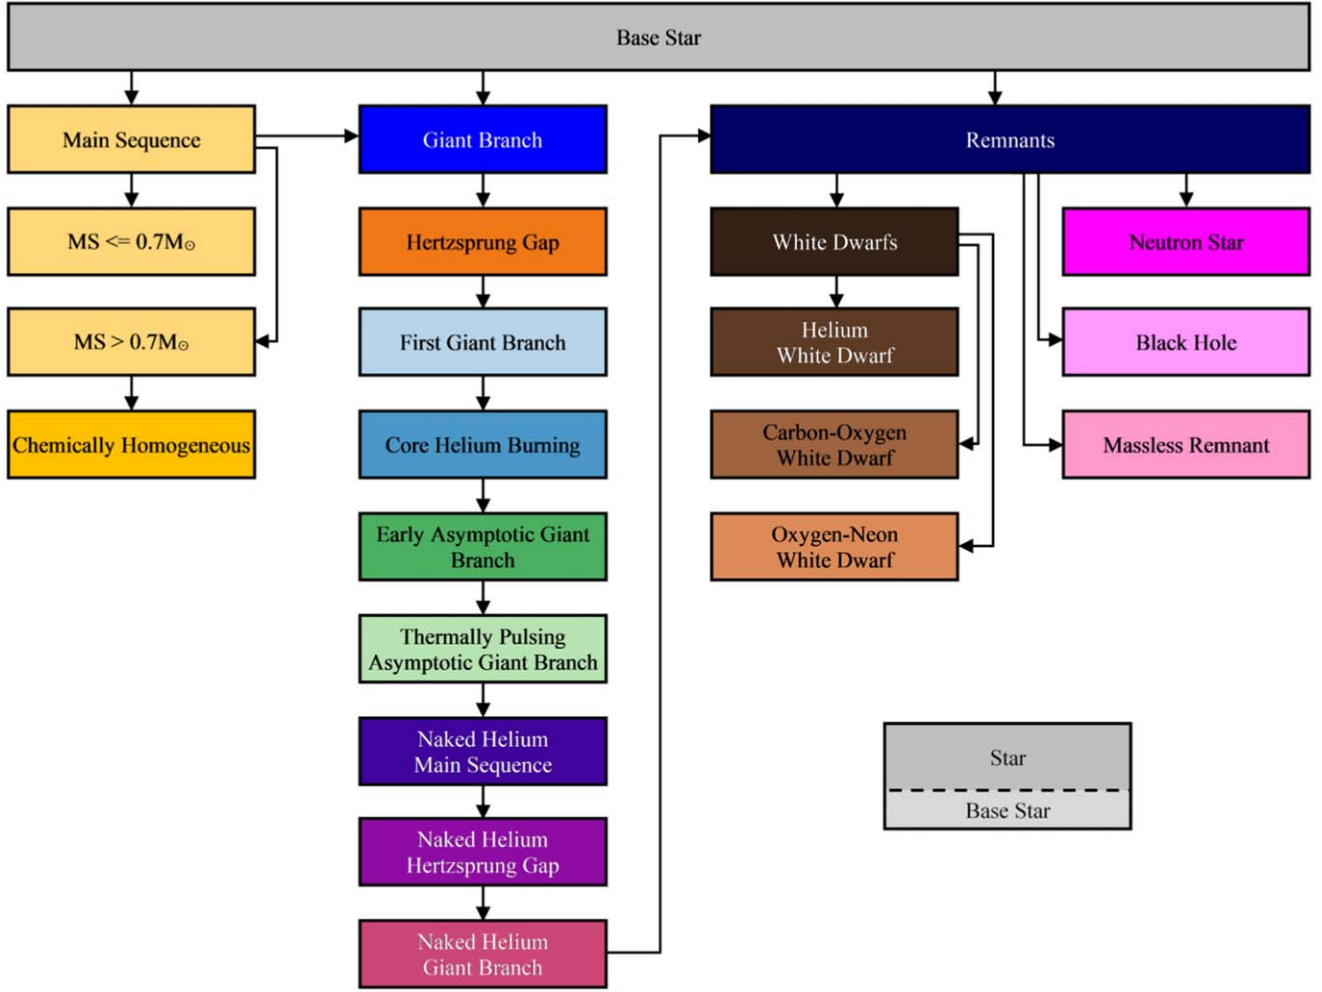 Base Star
Main Sequence
MS <= 0.7M☉
MS > 0.7M☉
Chemically Homogeneous
Giant Branch
Hertzsprung Gap
First Giant Branch
Core Helium Burning
Early Asymptotic Giant
Branch
Thermally Pulsing
Asymptotic Giant Branch
Naked Helium
Main Sequence
Naked Helium
Hertzsprung Gap
Naked Helium
Giant Branch
Remnants
White Dwarfs
Helium
White Dwarf
Carbon-Oxygen
White Dwarf
Oxygen-Neon
White Dwarf
Neutron Star
Black Hole
Massless Remnant
Star
Base Star